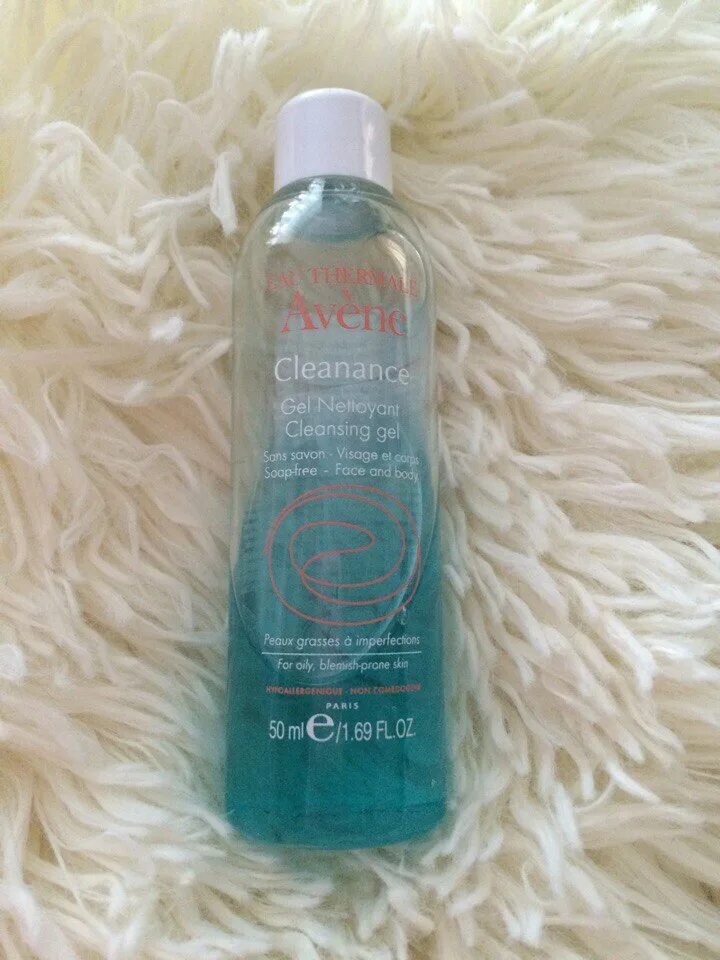 EAU THERMALE
Avène
Cleanance
Gel Nettoyant
Cleansing gel
Sans savon - Visage et corps
Soap-free - Face and body
Peaux grasses à imperfections
For oily, blemish-prone skin
HYPOALLERGÉNIQUE - NON COMÉDOGÈNE
PARIS
50 ml e/1.69 FL.OZ.